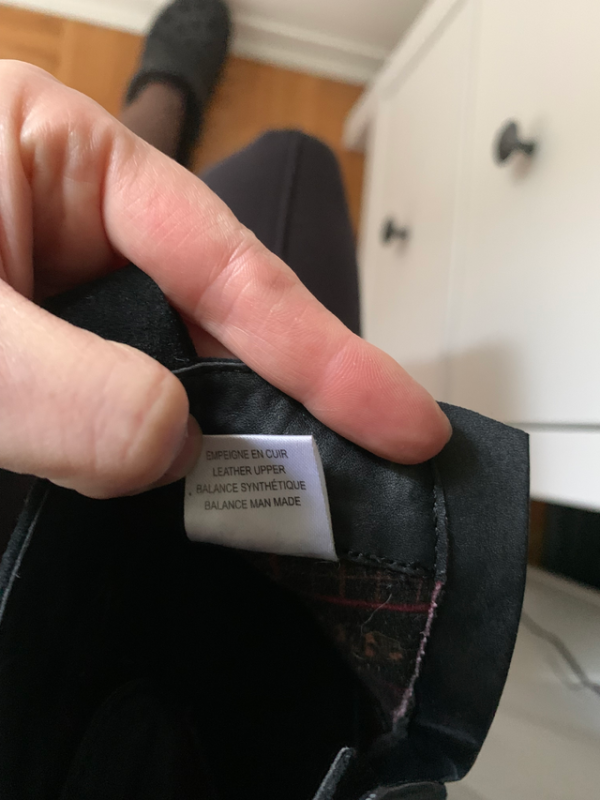 EMPEIGNE EN CUIR
LEATHER UPPER
BALANCE SYNTHÉTIQUE
BALANCE MAN MADE